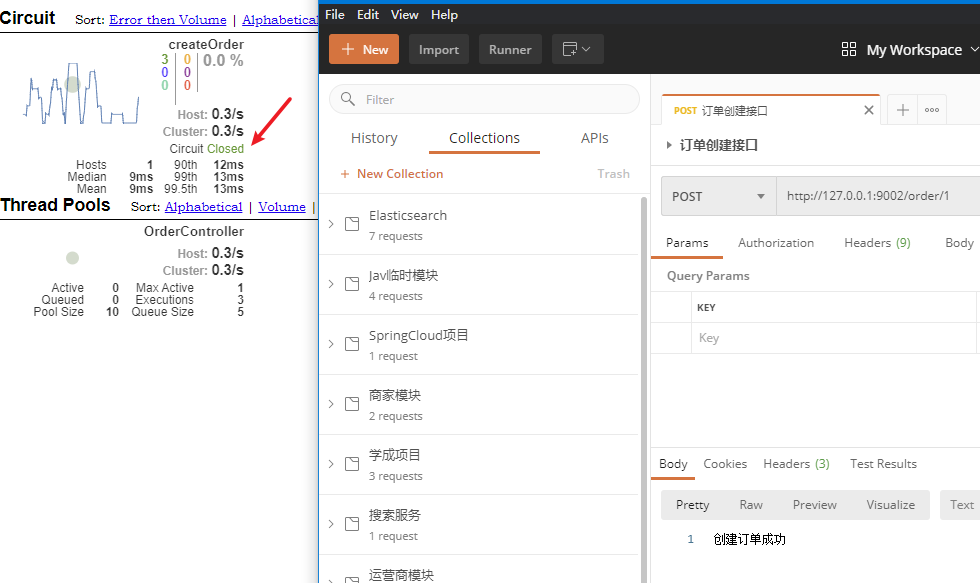 Circuit Sort: Error then Volume | Alphabetical
createOrder
3 0 0.0 %
0 0
0 0
Host: 0.3/s
Cluster: 0.3/s
Circuit Closed
Hosts 1 90th 12ms
Median 9ms 99th 13ms
Mean 9ms 99.5th 13ms
Thread Pools Sort: Alphabetical | Volume |
OrderController
Host: 0.3/s
Cluster: 0.3/s
Active 0 Max Active 1
Queued 0 Executions 3
Pool Size 10 Queue Size 5
File Edit View Help
+ New Import Runner My Workspace
Filter
History Collections APIs
+ New Collection Trash
Elasticsearch
7 requests
Jav临时模块
4 requests
SpringCloud项目
1 request
商家模块
2 requests
学成项目
3 requests
搜索服务
1 request
运营商模块
POST 订单创建接口
订单创建接口
POST http://127.0.0.1:9002/order/1
Params Authorization Headers (9) Body
Query Params
KEY
Key
Body Cookies Headers (3) Test Results
Pretty Raw Preview Visualize Text
1 创建订单成功